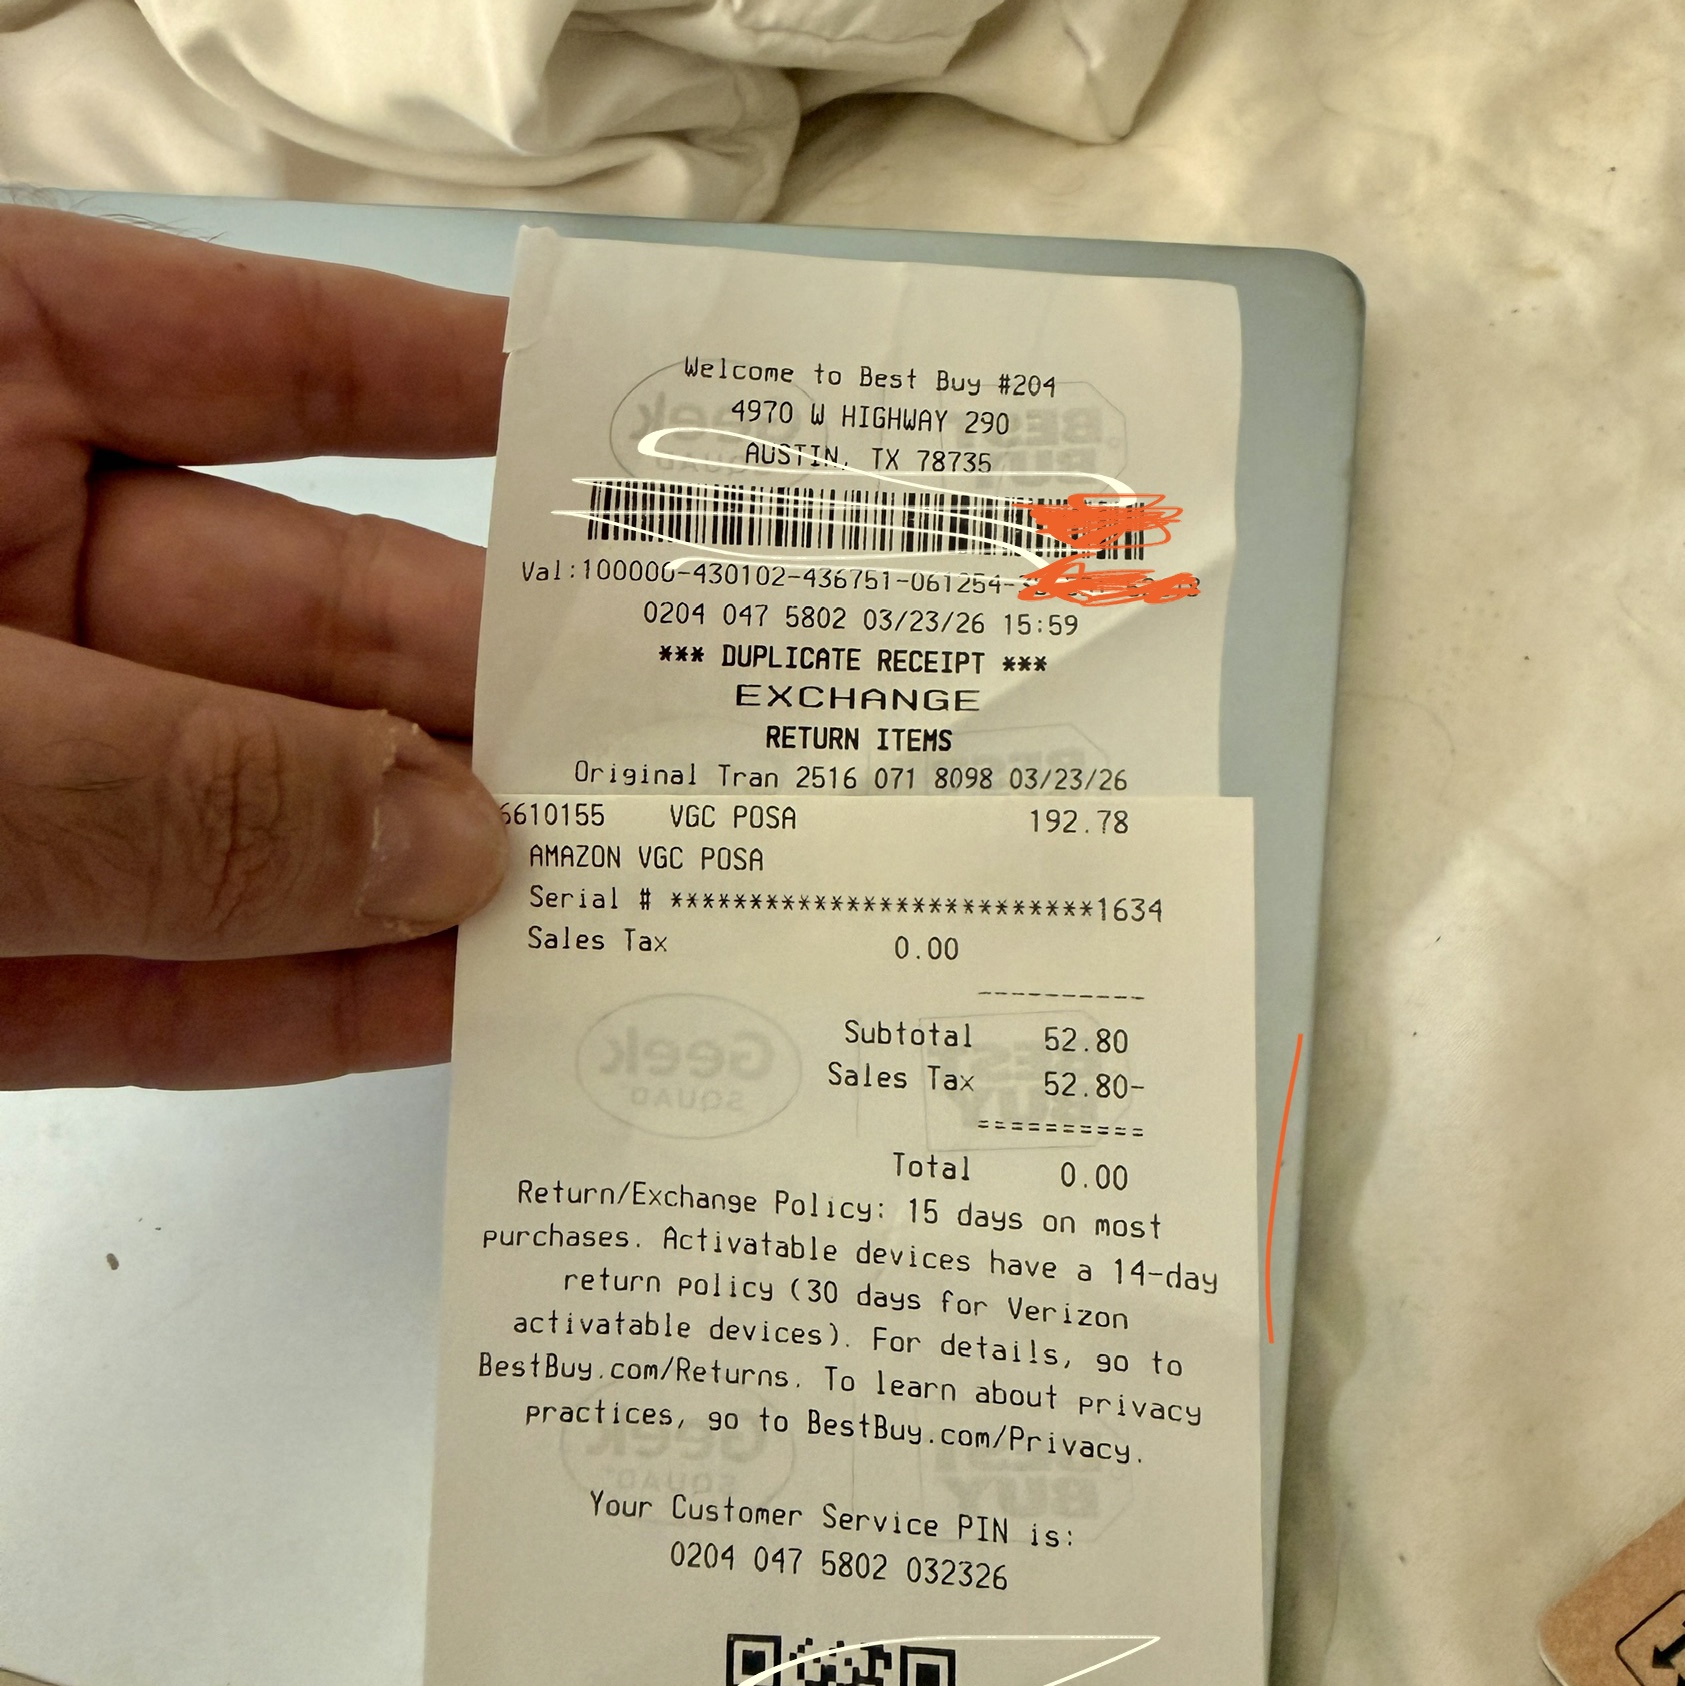 Welcome to Best Buy #204
4970 W HIGHWAY 290
AUSTIN, TX 78735
Val:100000-430102-436751-061254-
0204 047 5802 03/23/26 15:59
*** DUPLICATE RECEIPT ***
EXCHANGE
RETURN ITEMS
Original Tran 2516 071 8098 03/23/26
6610155 VGC POSA 192.78
AMAZON VGC POSA
Serial # ***************************1634
Sales Tax 0.00
----------
Subtotal 52.80
Sales Tax 52.80-
==========
Total 0.00
Return/Exchange Policy: 15 days on most
purchases. Activatable devices have a 14-day
return policy (30 days for Verizon
activatable devices). For details, go to
BestBuy.com/Returns. To learn about privacy
practices, go to BestBuy.com/Privacy.
Your Customer Service PIN is:
0204 047 5802 032326
Geek
SQUAD
BEST
BUY